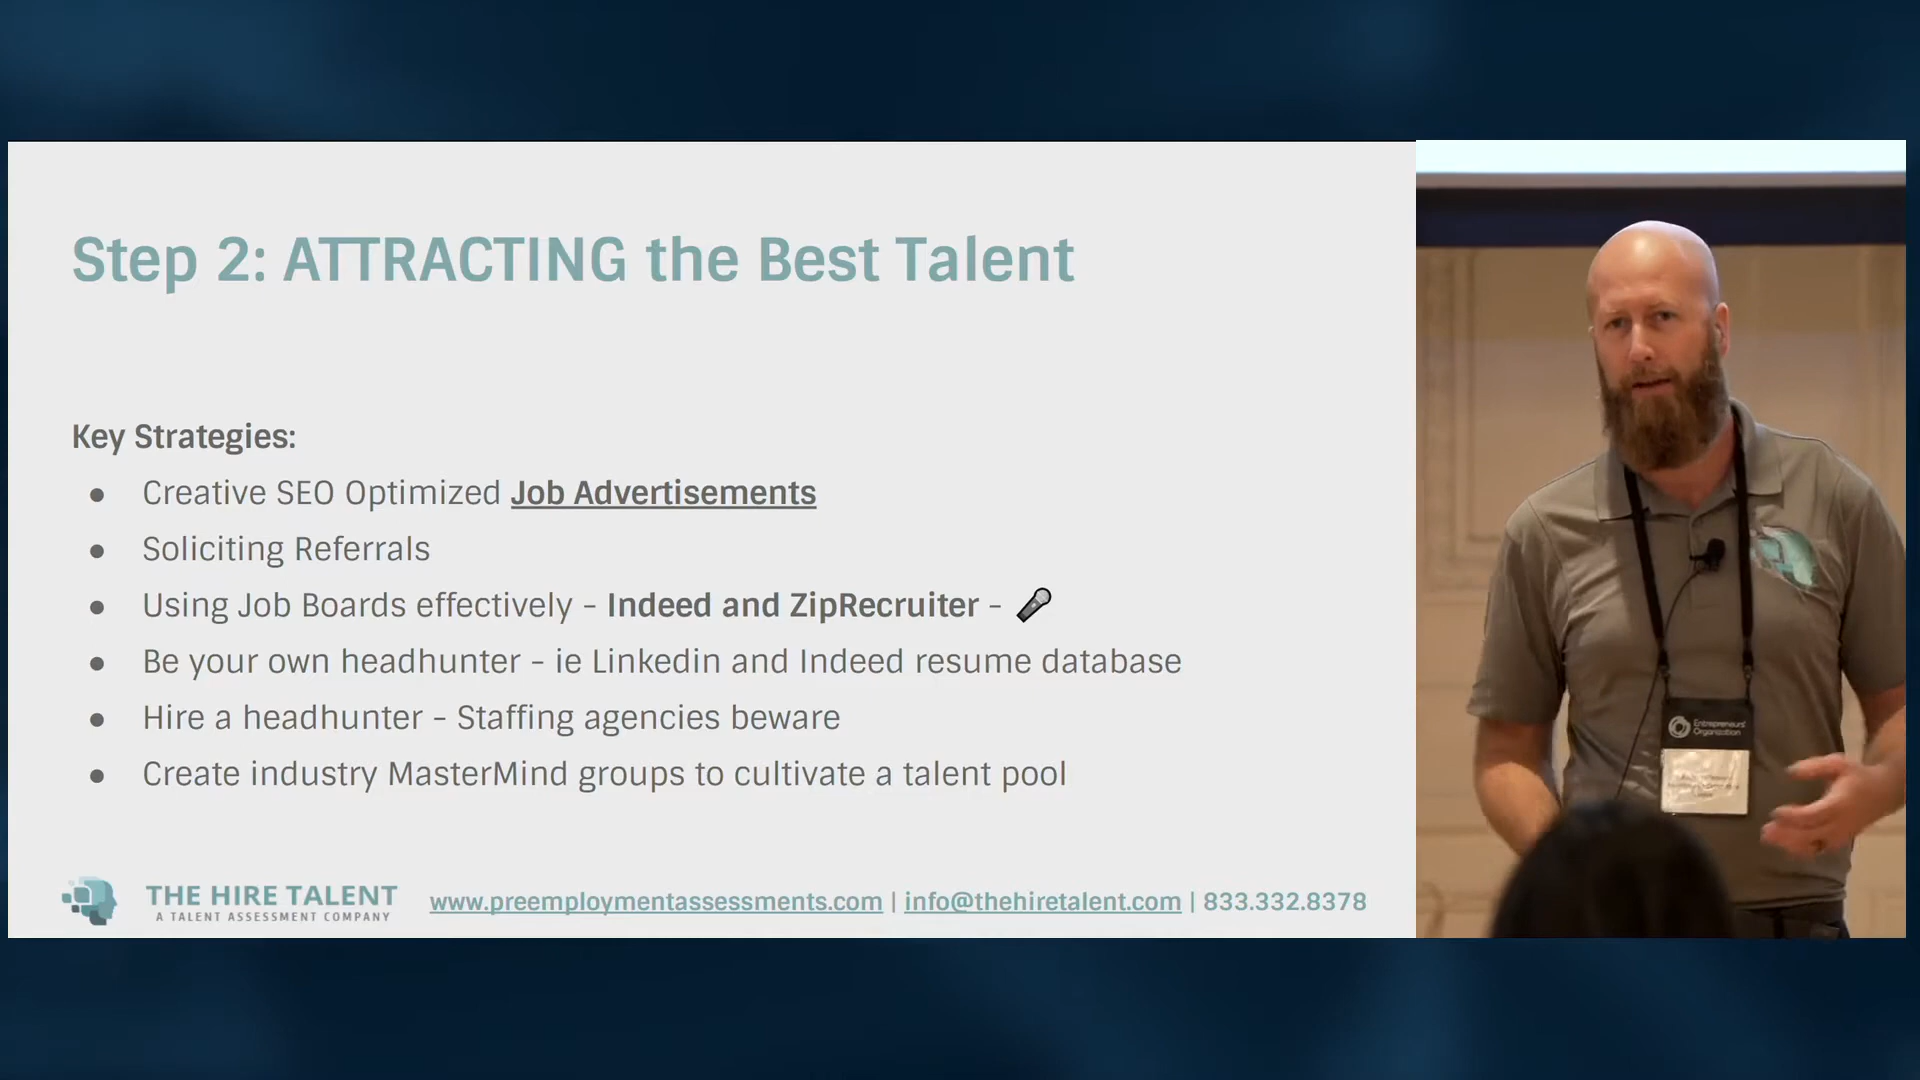 Step 2: ATTRACTING the Best Talent
Key Strategies:
● Creative SEO Optimized Job Advertisements
● Soliciting Referrals
● Using Job Boards effectively - Indeed and ZipRecruiter - 🎤
● Be your own headhunter - ie Linkedin and Indeed resume database
● Hire a headhunter - Staffing agencies beware
● Create industry MasterMind groups to cultivate a talent pool
THE HIRE TALENT
A TALENT ASSESSMENT COMPANY
www.preemploymentassessments.com | info@thehiretalent.com | 833.332.8378
Entrepreneurs'
Organization